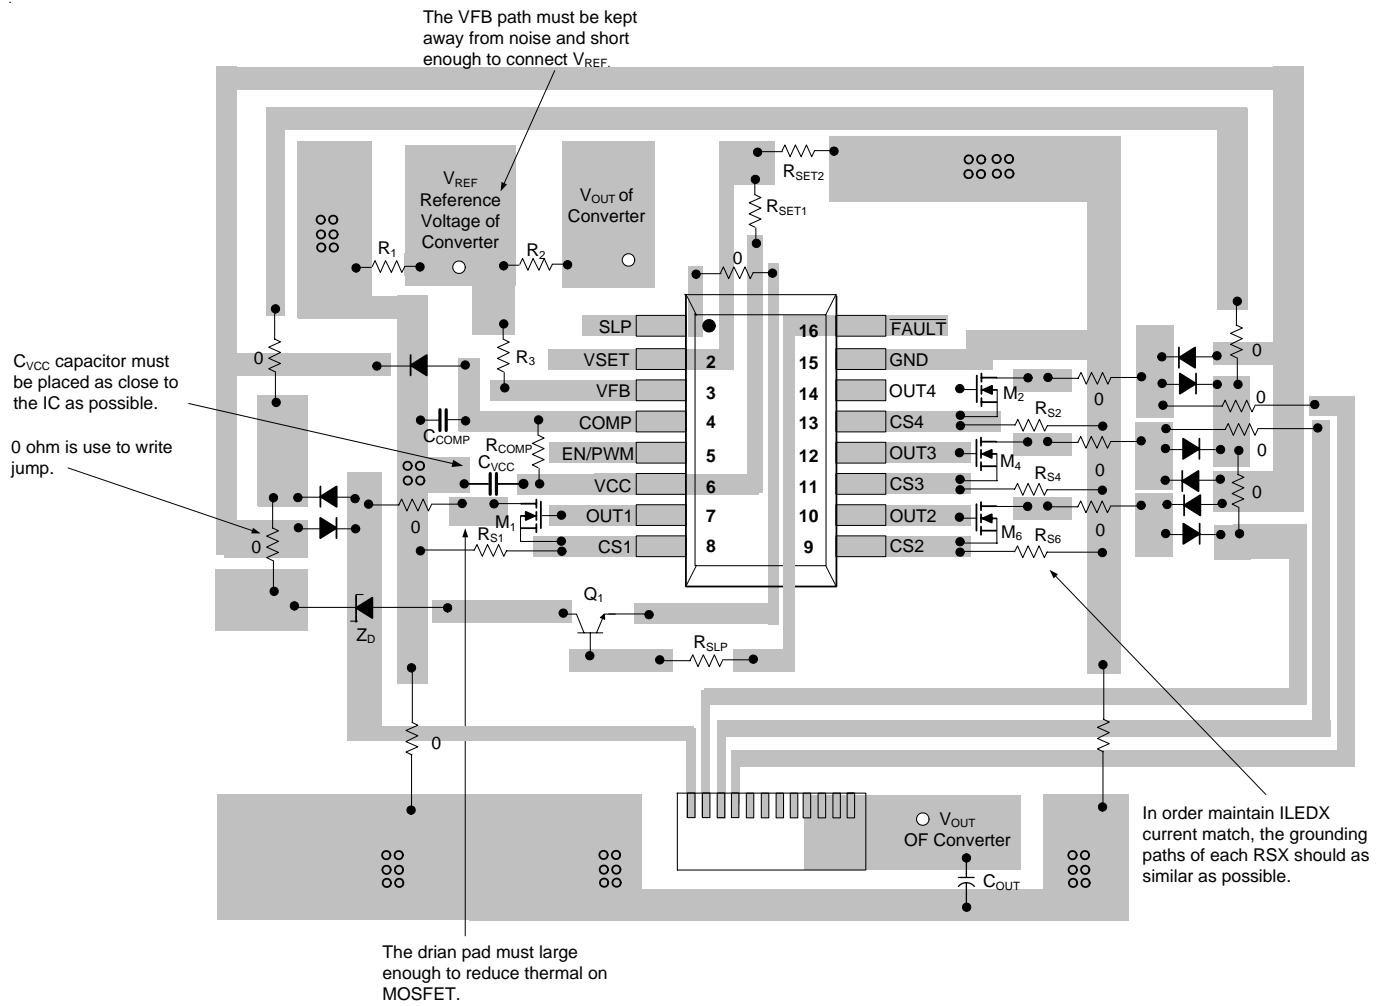 The VFB path must be kept
away from noise and short
enough to connect VREF.
VREF
Reference
Voltage of
Converter
VOUT of
Converter
RSET2
RSET1
R1
R2
0
0
R3
CVCC capacitor must
be placed as close to
the IC as possible.
0 ohm is use to write
jump.
SLP
VSET
VFB
COMP
EN/PWM
VCC
OUT1
CS1
2
3
4
5
6
7
8
16
15
14
13
12
11
10
9
FAULT
GND
OUT4
CS4
OUT3
CS3
OUT2
CS2
CCOMP
RCOMP
CVCC
M1
RS1
0
0
M2
0
RS2
M4
0
RS4
M6
0
RS6
0
0
0
0
ZD
Q1
RSLP
0
VOUT
OF Converter
COUT
In order maintain ILEDX
current match, the grounding
paths of each RSX should as
similar as possible.
The drian pad must large
enough to reduce thermal on
MOSFET.